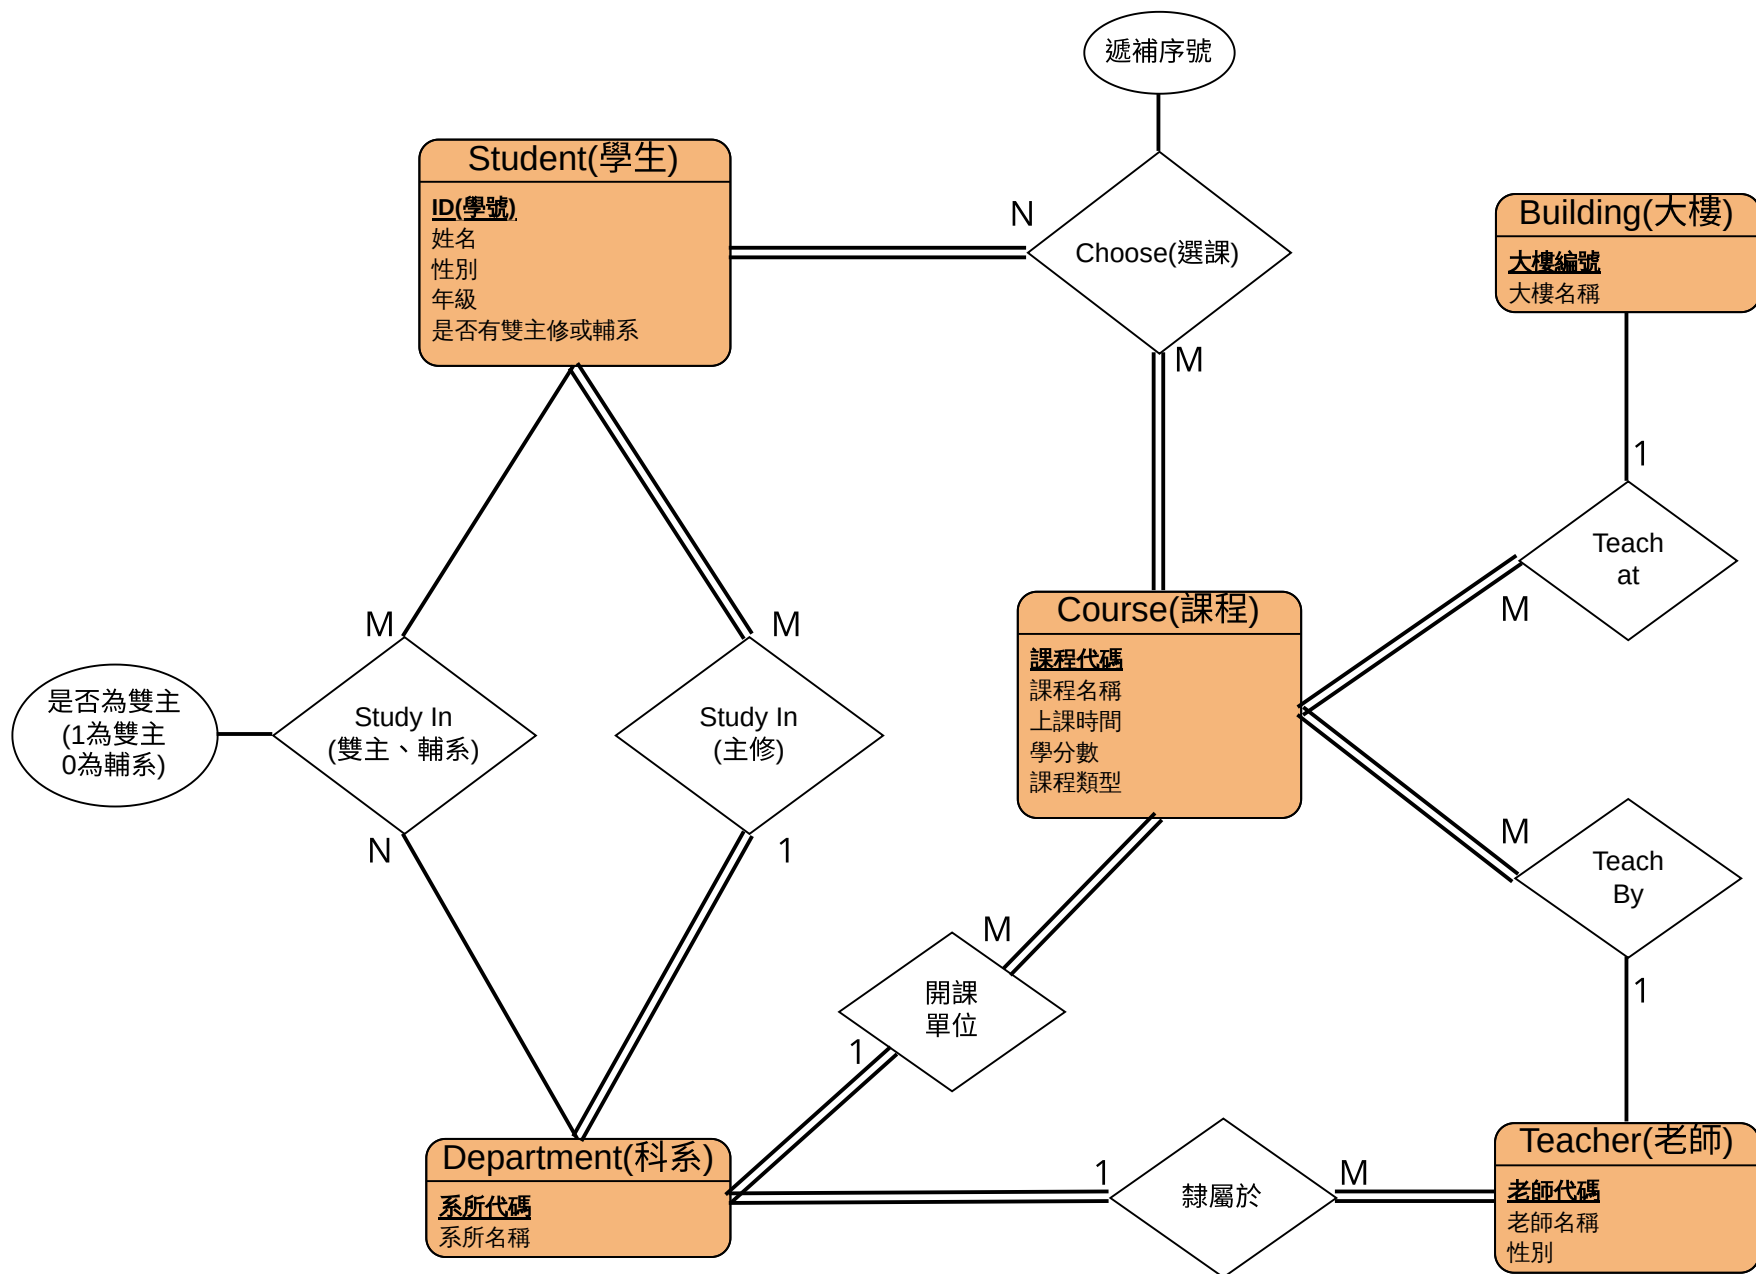 遞補序號
Student(學生)
ID(學號)
姓名
性別
年級
是否有雙主修或輔系
N
Choose(選課)
M
Building(大樓)
大樓編號
大樓名稱
1
Teach
at
M
Course(課程)
課程代碼
課程名稱
上課時間
學分數
課程類型
M
M
是否為雙主
(1為雙主
0為輔系)
Study In
(雙主、輔系)
Study In
(主修)
N
1
M
Teach
By
1
M
開課
單位
1
Department(科系)
系所代碼
系所名稱
1
隸屬於
M
Teacher(老師)
老師代碼
老師名稱
性別